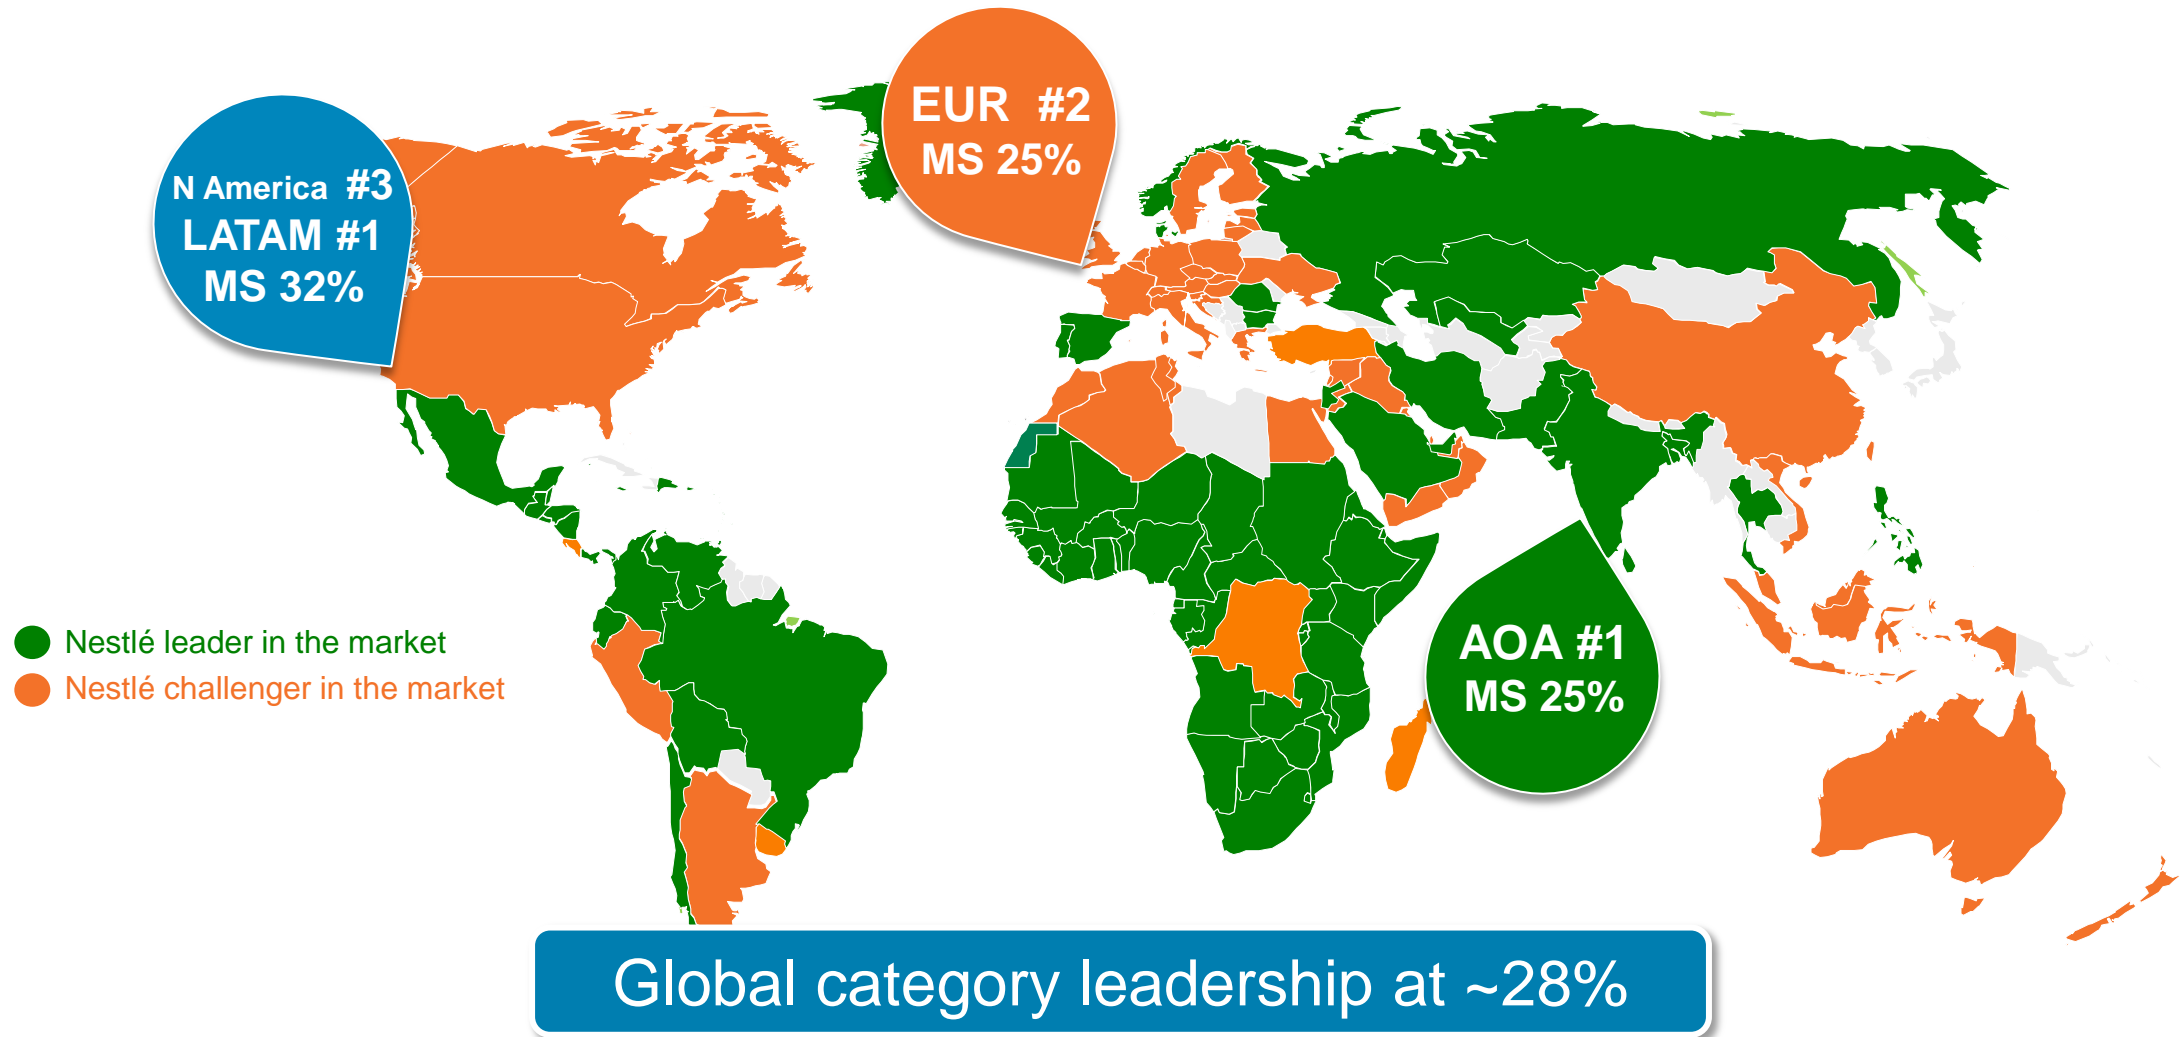 N America #3
LATAM #1
MS 32%
EUR #2
MS 25%
AOA #1
MS 25%
Nestlé leader in the market
Nestlé challenger in the market
Global category leadership at ~28%